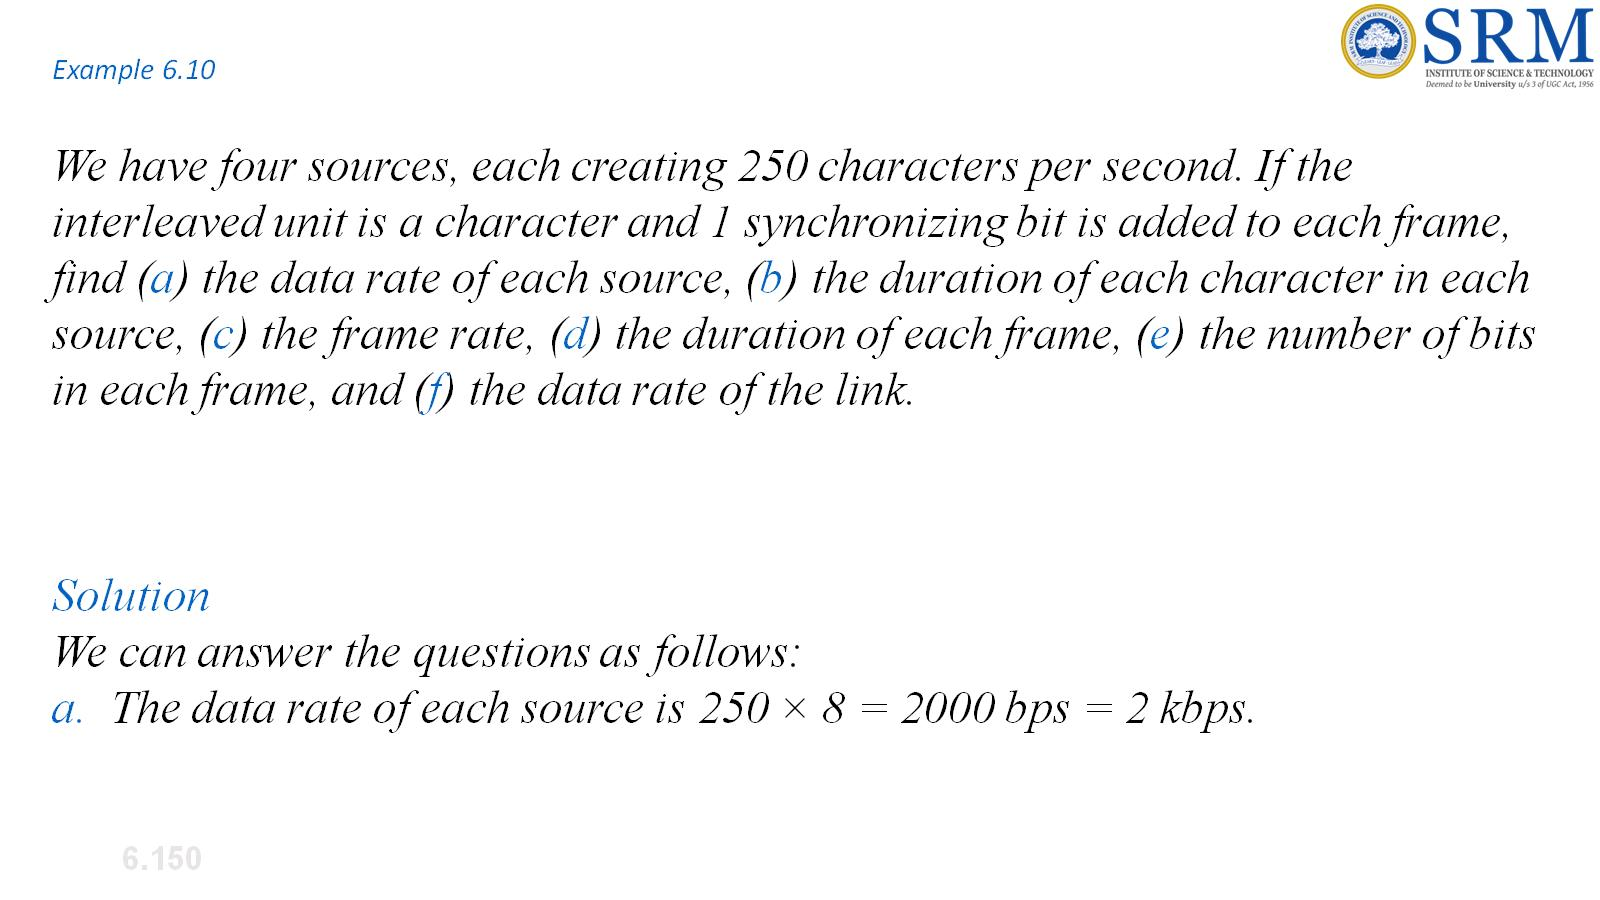 SRM
INSTITUTE OF SCIENCE & TECHNOLOGY
Deemed to be University u/s 3 of UGC Act, 1956
Example 6.10
We have four sources, each creating 250 characters per second. If the
interleaved unit is a character and 1 synchronizing bit is added to each frame,
find (a) the data rate of each source, (b) the duration of each character in each
source, (c) the frame rate, (d) the duration of each frame, (e) the number of bits
in each frame, and (f) the data rate of the link.
Solution
We can answer the questions as follows:
a. The data rate of each source is 250 × 8 = 2000 bps = 2 kbps.
6.150